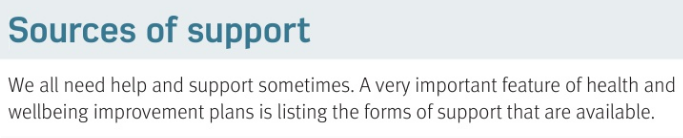 Sources of support
We all need help and support sometimes. A very important feature of health and
wellbeing improvement plans is listing the forms of support that are available.